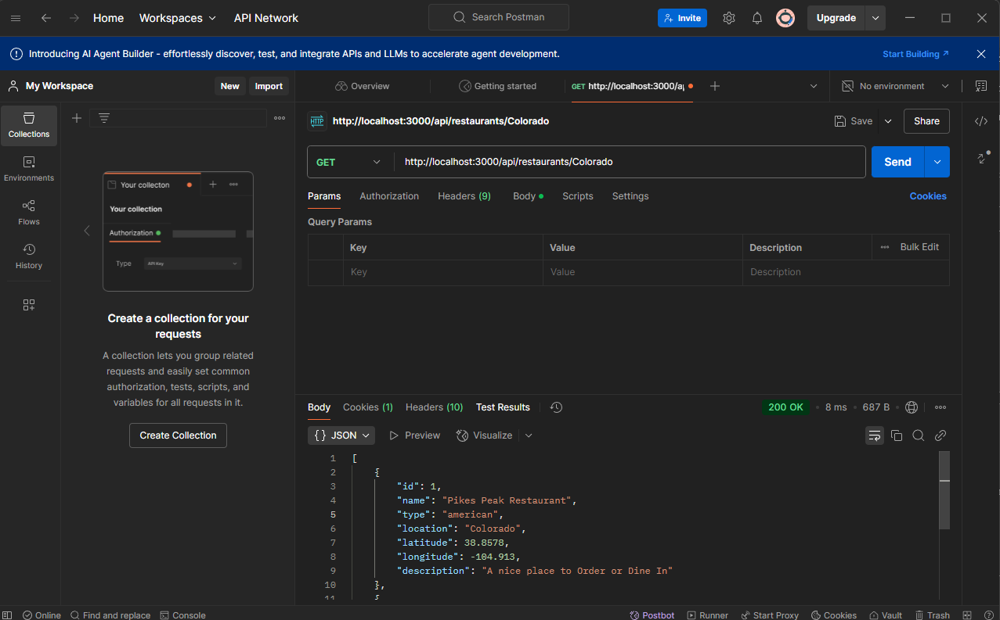 Home Workspaces API Network Search Postman Invite Upgrade
Introducing AI Agent Builder - effortlessly discover, test, and integrate APIs and LLMs to accelerate agent development. Start Building
My Workspace New Import Overview Getting started GET http://localhost:3000/a No environment
Collections
Environments
Flows
History
Your collecton
Your collection
Authorization
Type API Key
Create a collection for your
requests
A collection lets you group related
requests and easily set common
authorization, tests, scripts, and
variables for all requests in it.
Create Collection
HTTP http://localhost:3000/api/restaurants/Colorado Save Share
GET http://localhost:3000/api/restaurants/Colorado Send
Params Authorization Headers (9) Body Scripts Settings Cookies
Query Params
Key Value Description Bulk Edit
Key Value Description
Body Cookies (1) Headers (10) Test Results 200 OK 8 ms 687 B
{} JSON Preview Visualize
1 [
2 {
3 "id": 1,
4 "name": "Pikes Peak Restaurant",
5 "type": "american",
6 "location": "Colorado",
7 "latitude": 38.8578,
8 "longitude": -104.913,
9 "description": "A nice place to Order or Dine In"
10 },
11 {
Online Find and replace Console Postbot Runner Start Proxy Cookies Vault Trash